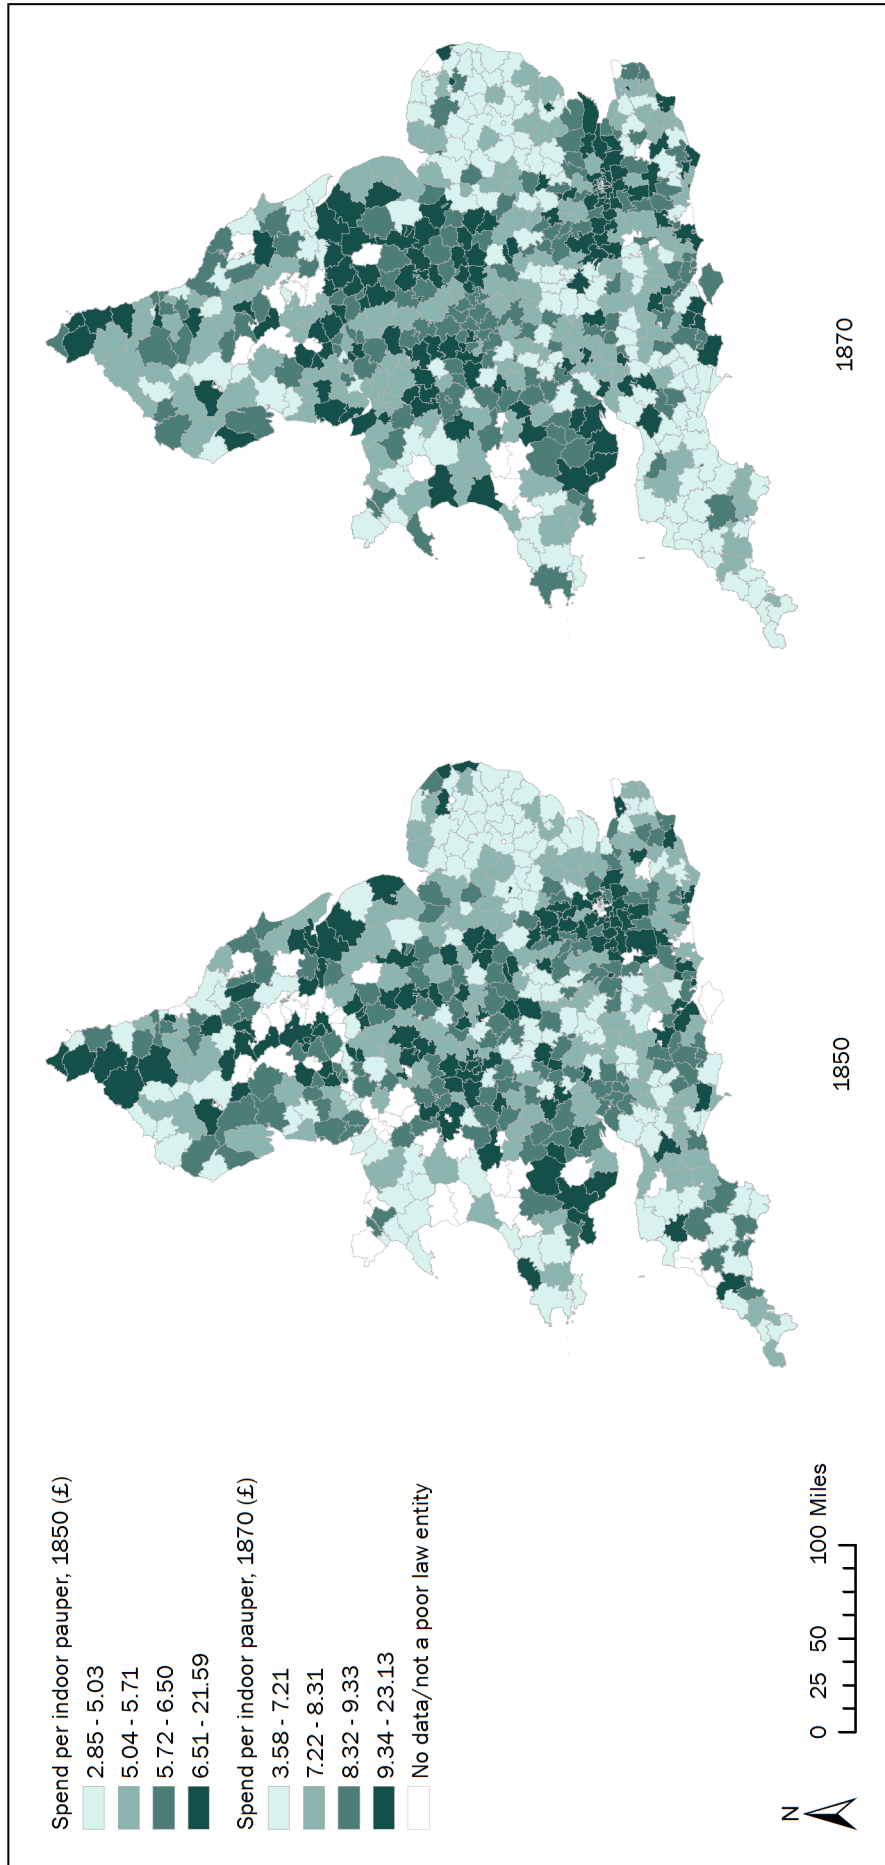 Spend per indoor pauper, 1850 (£)
2.85 - 5.03
5.04 - 5.71
5.72 - 6.50
6.51 - 21.59
Spend per indoor pauper, 1870 (£)
3.58 - 7.21
7.22 - 8.31
8.32 - 9.33
9.34 - 23.13
No data/not a poor law entity
N
0 25 50 100 Miles
1850
1870